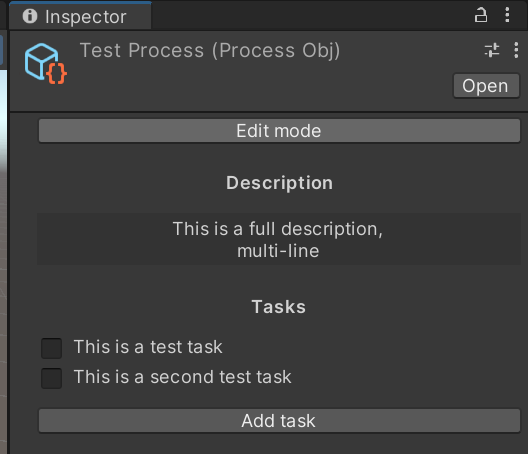 Inspector
Test Process (Process Obj)
Open
Edit mode
Description
This is a full description,
multi-line
Tasks
This is a test task
This is a second test task
Add task